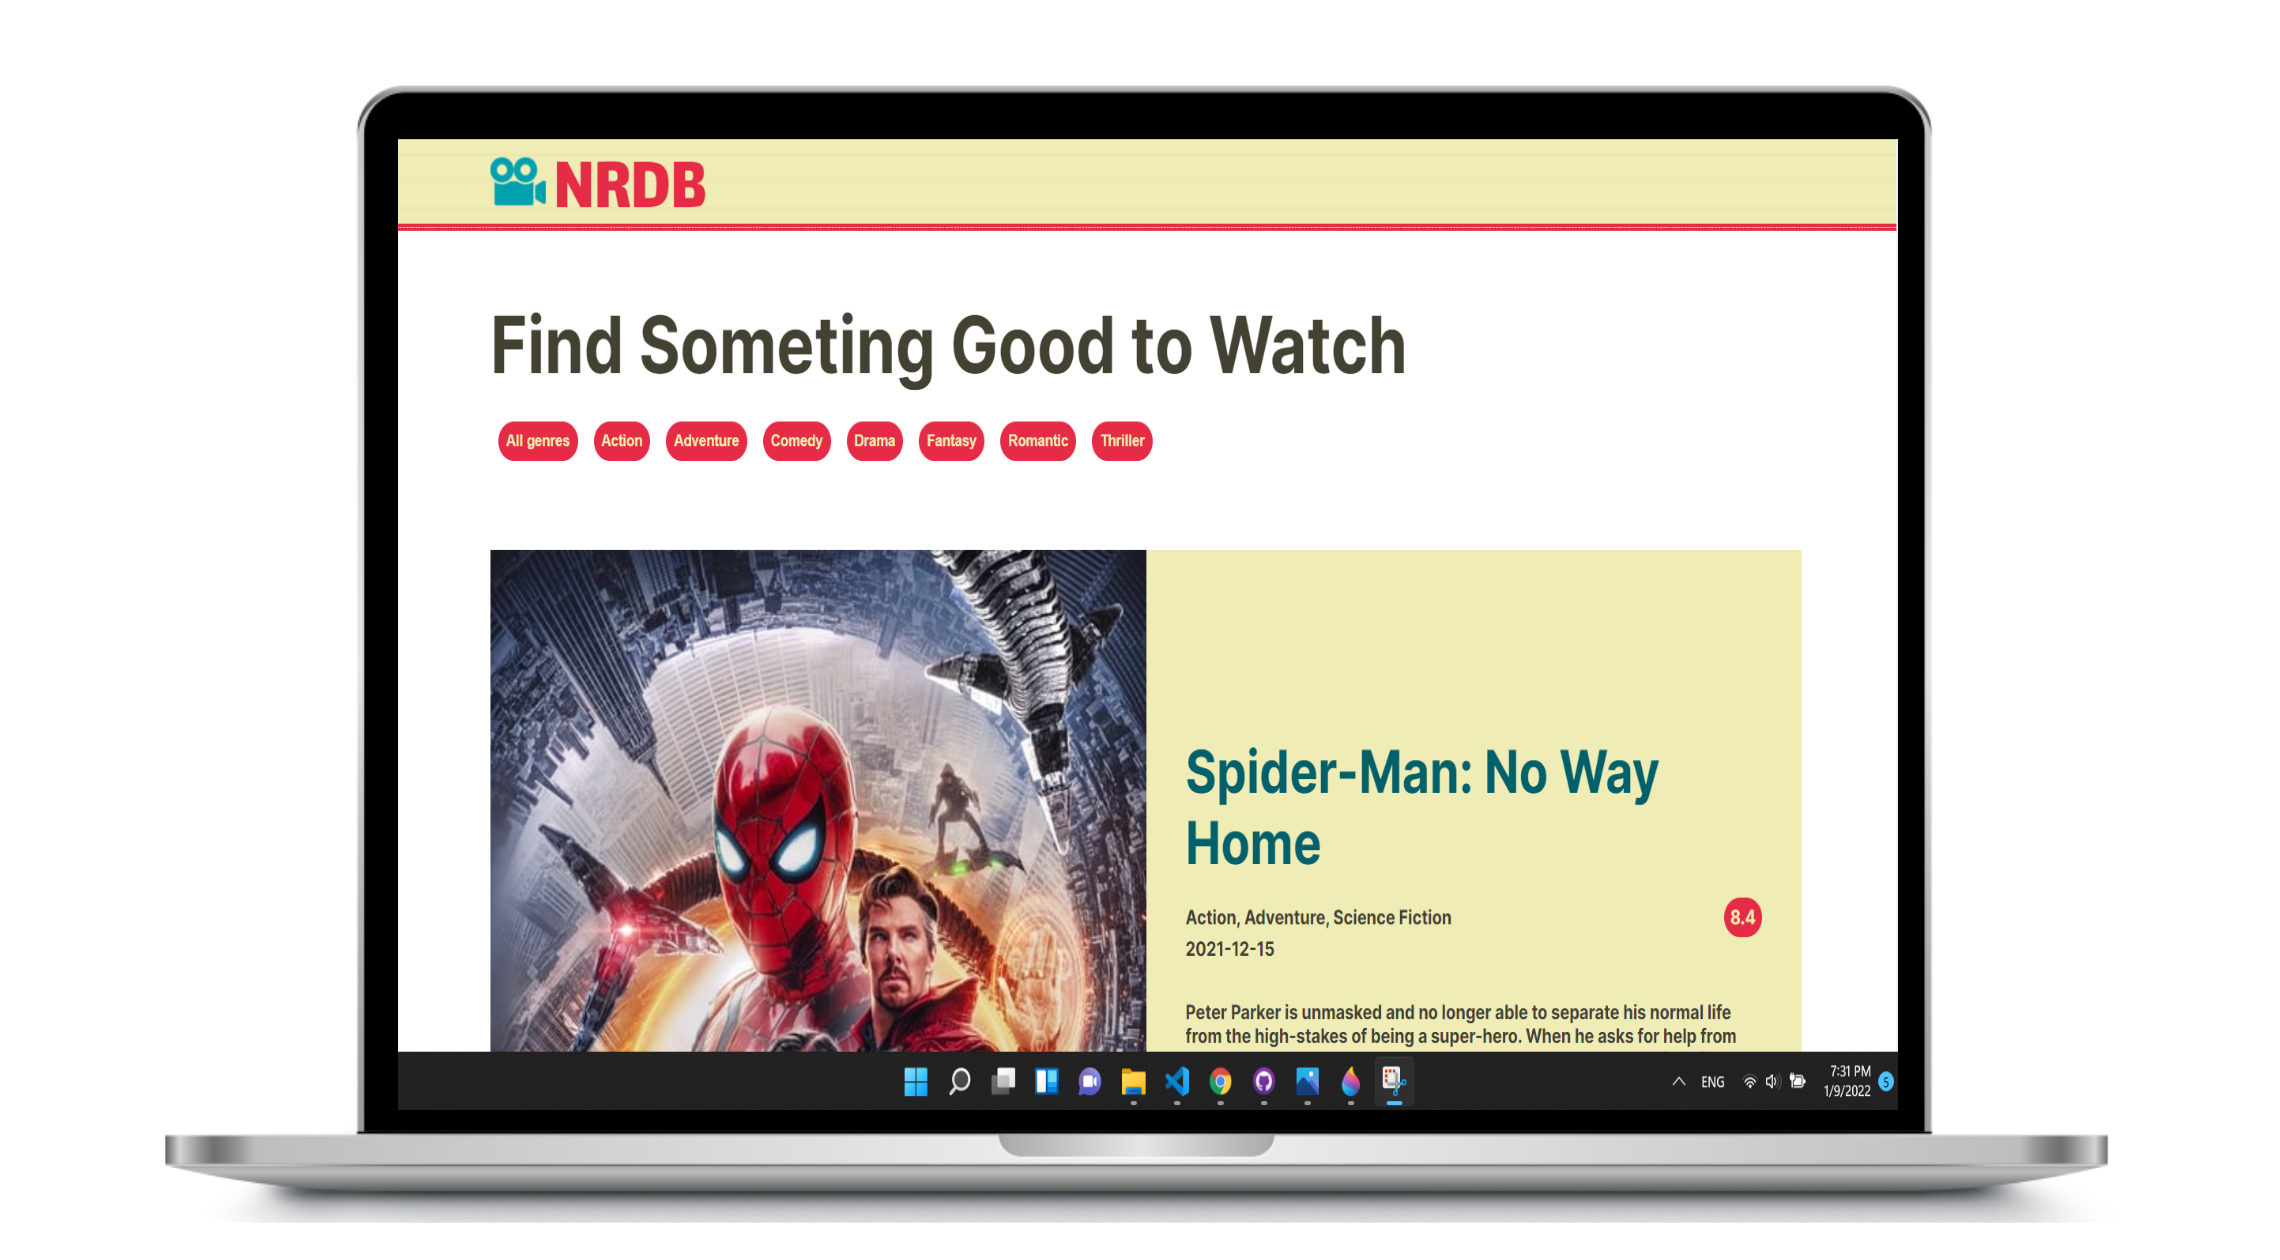 NRDB
Find Someting Good to Watch
All genres Action Adventure Comedy Drama Fantasy Romantic Thriller
Spider-Man: No Way
Home
Action, Adventure, Science Fiction
8.4
2021-12-15
Peter Parker is unmasked and no longer able to separate his normal life
from the high-stakes of being a super-hero. When he asks for help from
ENG
7:31 PM
1/9/2022
5